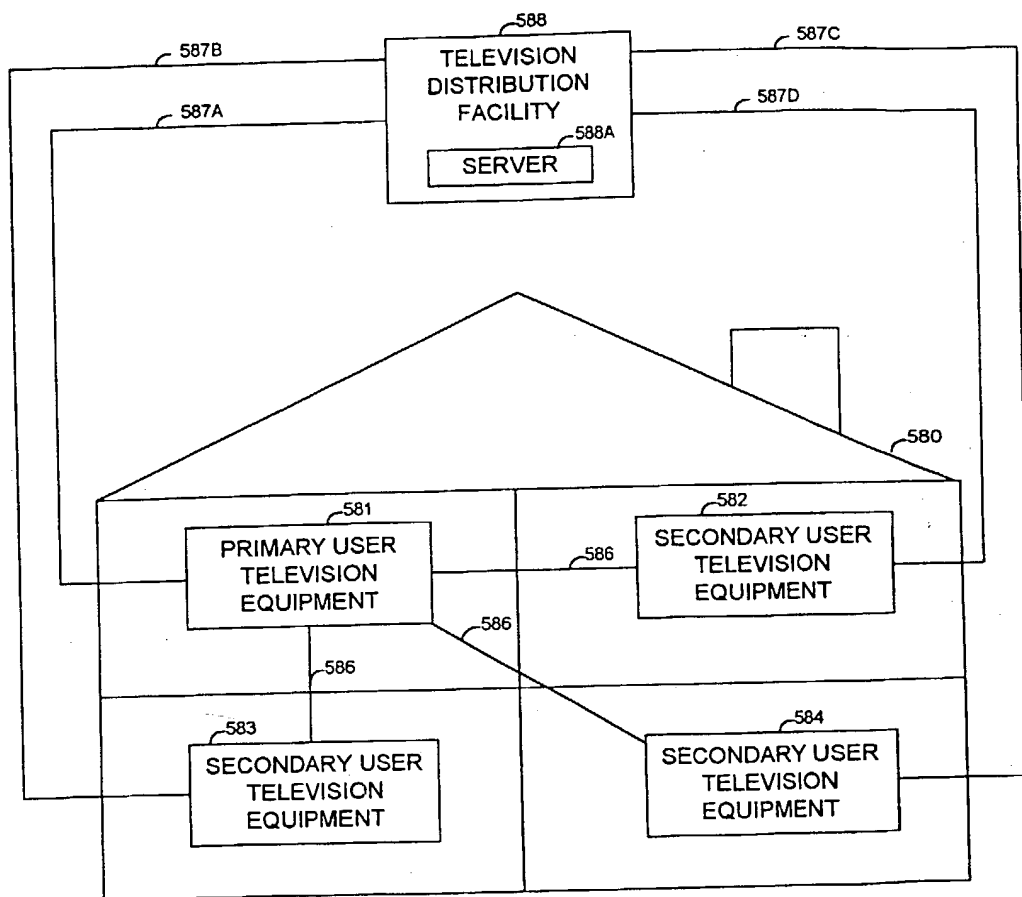 588
587B
587C
TELEVISION
DISTRIBUTION
FACILITY
587A
587D
588A
SERVER
580
581
PRIMARY USER
TELEVISION
EQUIPMENT
582
SECONDARY USER
TELEVISION
EQUIPMENT
586
586
586
583
SECONDARY USER
TELEVISION
EQUIPMENT
584
SECONDARY USER
TELEVISION
EQUIPMENT